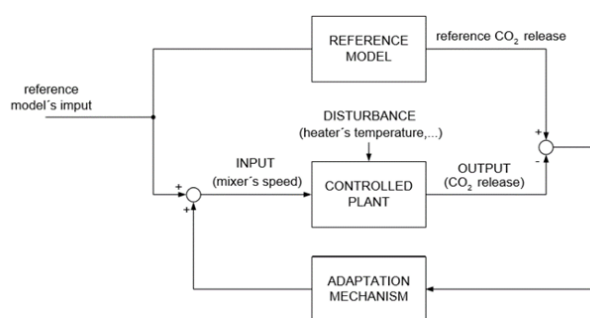 REFERENCE
MODEL
reference CO₂ release
reference
model´s imput
DISTURBANCE
(heater´s temperature,...)
+
-
INPUT
(mixer´s speed)
CONTROLLED
PLANT
OUTPUT
(CO₂ release)
+
+
ADAPTATION
MECHANISM